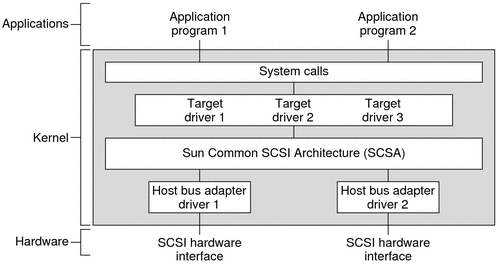 Applications
Application
program 1
Application
program 2
Kernel
System calls
Target
driver 1
Target
driver 2
Target
driver 3
Sun Common SCSI Architecture (SCSA)
Host bus adapter
driver 1
Host bus adapter
driver 2
Hardware
SCSI hardware
interface
SCSI hardware
interface